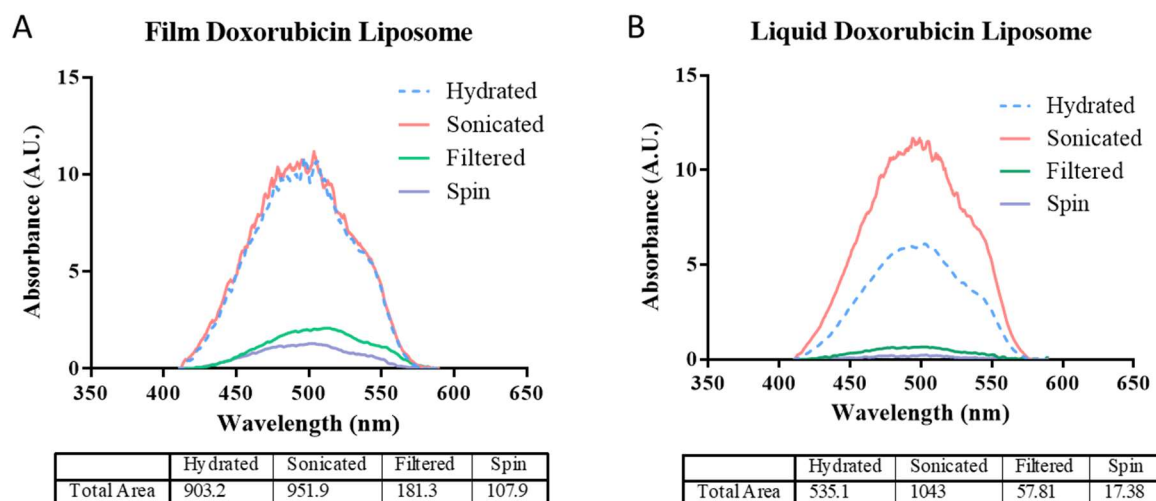 A
Film Doxorubicin Liposome
15
10
5
0
Absorbance (A.U.)
Hydrated
Sonicated
Filtered
Spin
350 400 450 500 550 600 650
Wavelength (nm)
Hydrated Sonicated Filtered Spin
Total Area 903.2 951.9 181.3 107.9
B
Liquid Doxorubicin Liposome
15
10
5
0
Absorbance (A.U.)
Hydrated
Sonicated
Filtered
Spin
350 400 450 500 550 600 650
Wavelength (nm)
Hydrated Sonicated Filtered Spin
Total Area 535.1 1043 57.81 17.38